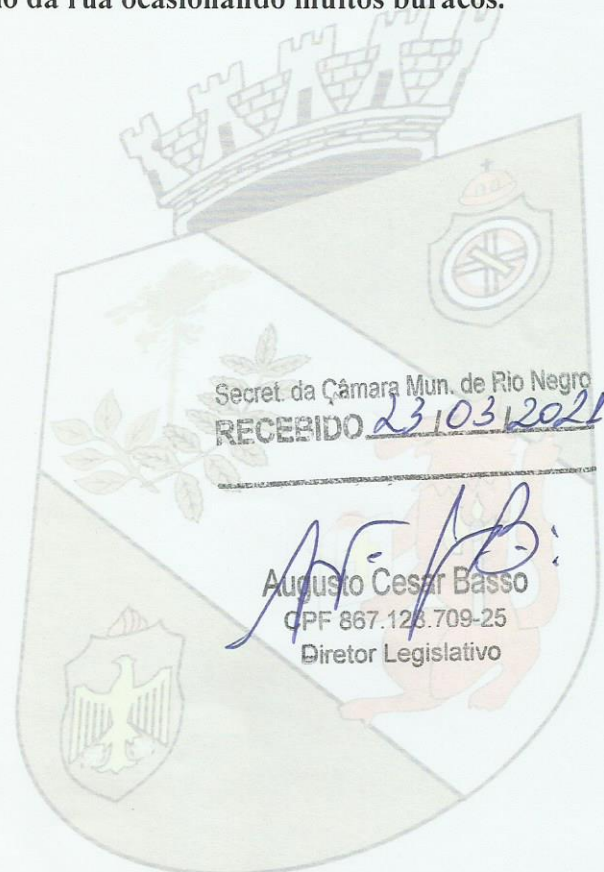 da rua ocasionando muitos buracos.
Secret. da Câmara Mun. de Rio Negro
RECEBIDO 23/03/2021
Augusto Cesar Basso
CPF 867.128.709-25
Diretor Legislativo